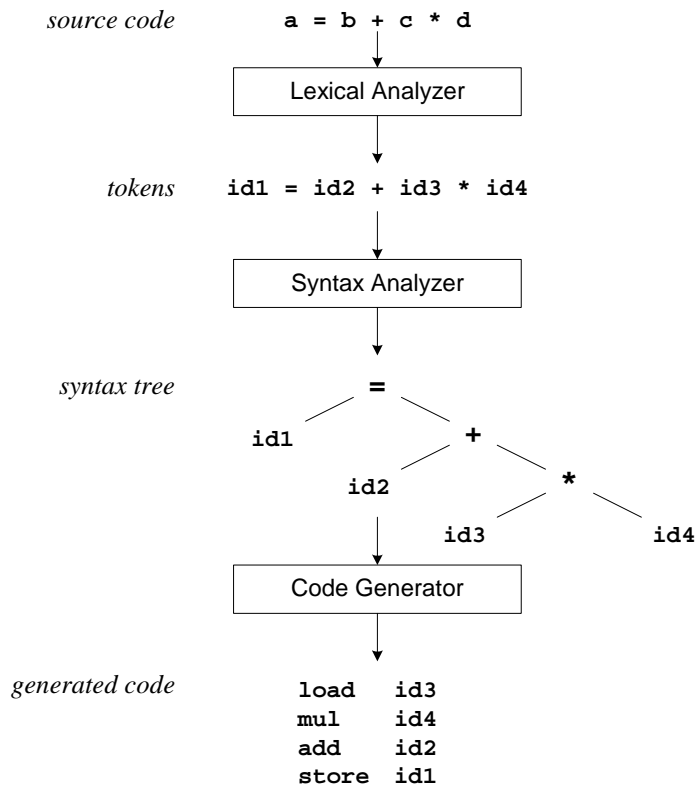 source code a = b + c * d
Lexical Analyzer
tokens id1 = id2 + id3 * id4
Syntax Analyzer
syntax tree =
id1 +
id2 *
id3 id4
Code Generator
generated code load id3
mul id4
add id2
store id1